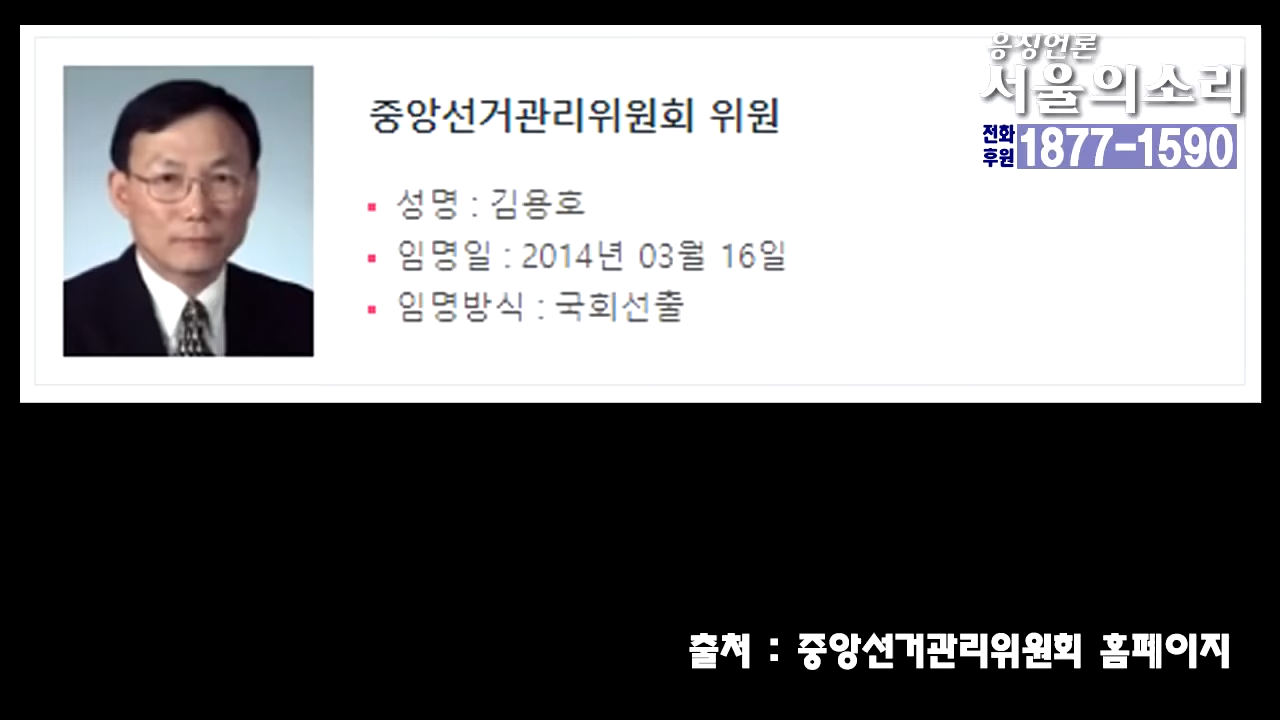 응징언론
서울의소리
전화
후원
1877-1590
중앙선거관리위원회 위원
성명 : 김용호
임명일 : 2014년 03월 16일
임명방식 : 국회선출
출처 : 중앙선거관리위원회 홈페이지